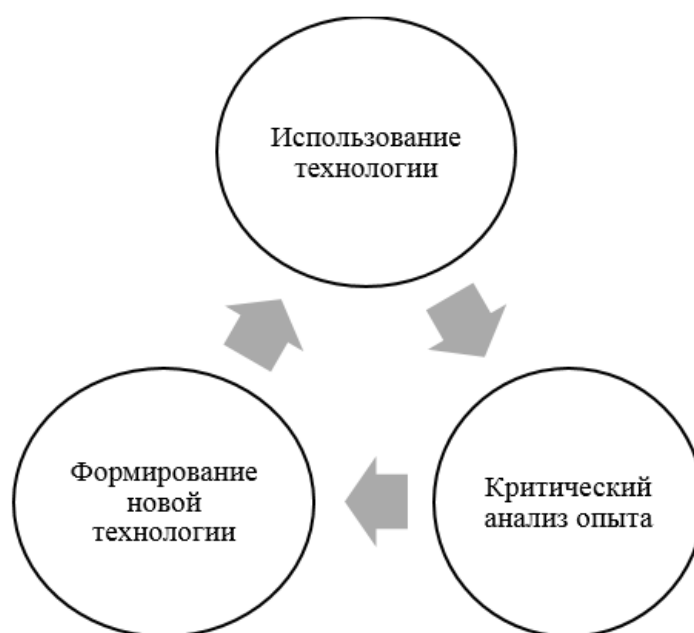 Использование
технологии
Формирование
новой
технологии
Критический
анализ опыта